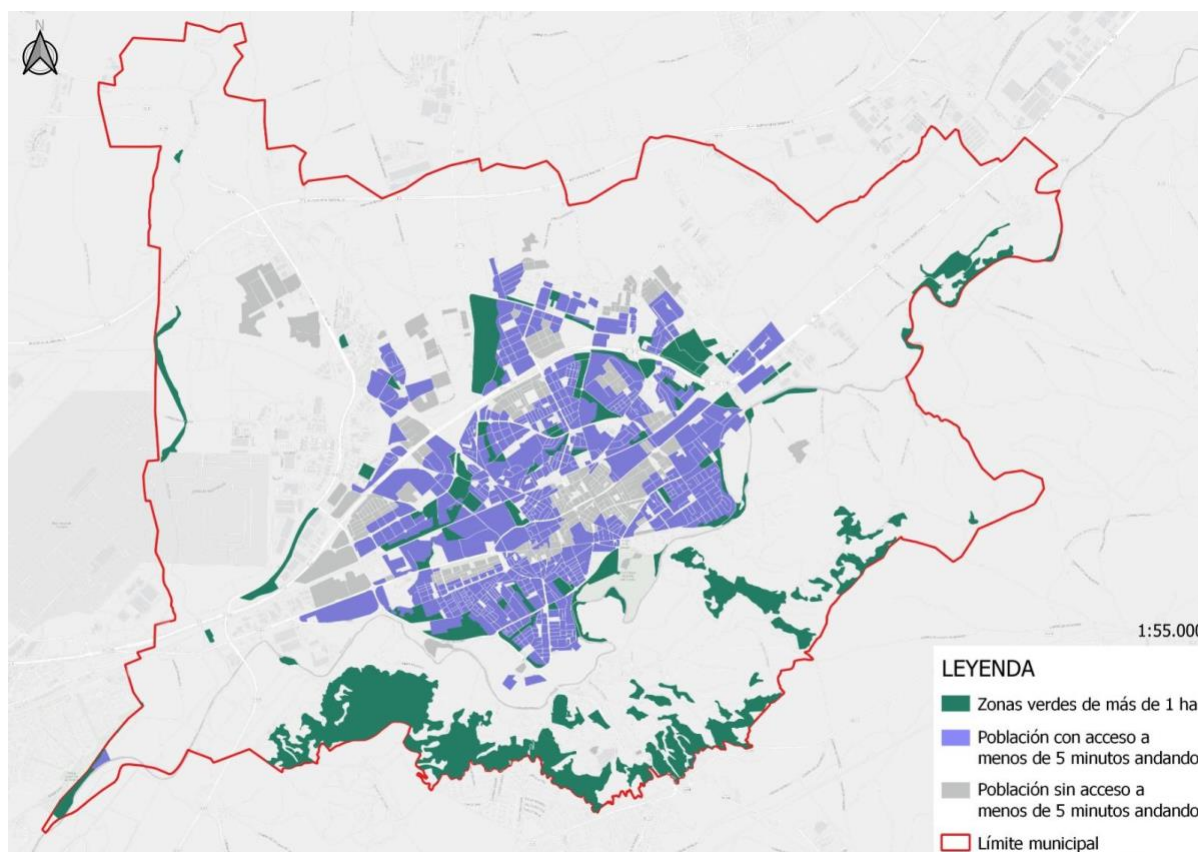 N
1:55.000
LEYENDA
Zonas verdes de más de 1 ha
Población con acceso a
menos de 5 minutos andando
Población sin acceso a
menos de 5 minutos andando
Límite municipal